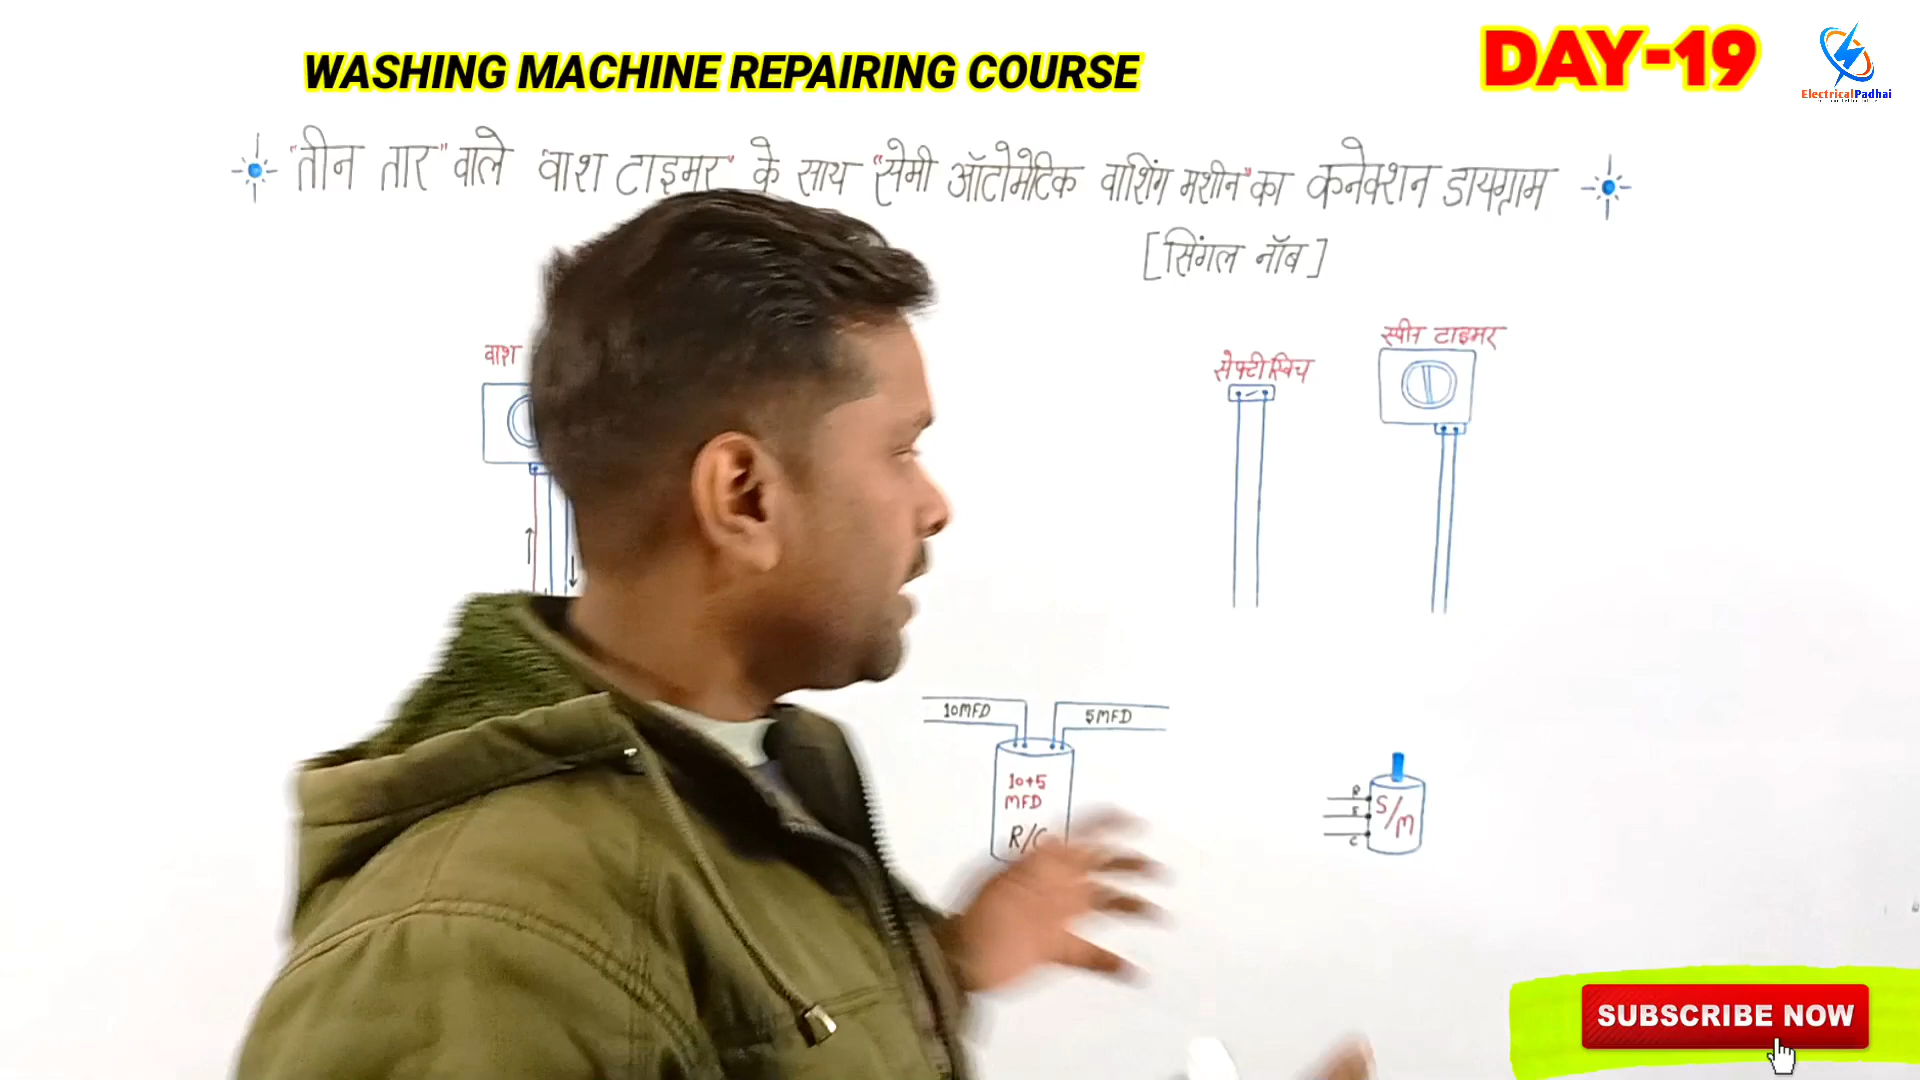 WASHING MACHINE REPAIRING COURSE
DAY-19
ElectricalPadhai
"तीन तार" वाले "वाश टाइमर" के साथ "सेमी ऑटोमेटिक वाशिंग मशीन" का कनेक्शन डायग्राम
[सिंगल नॉब]
वाश
सेफ्टी स्विच
स्पीन टाइमर
10MFD
5MFD
10+5
MFD
R/C
R
S
C
S/M
SUBSCRIBE NOW